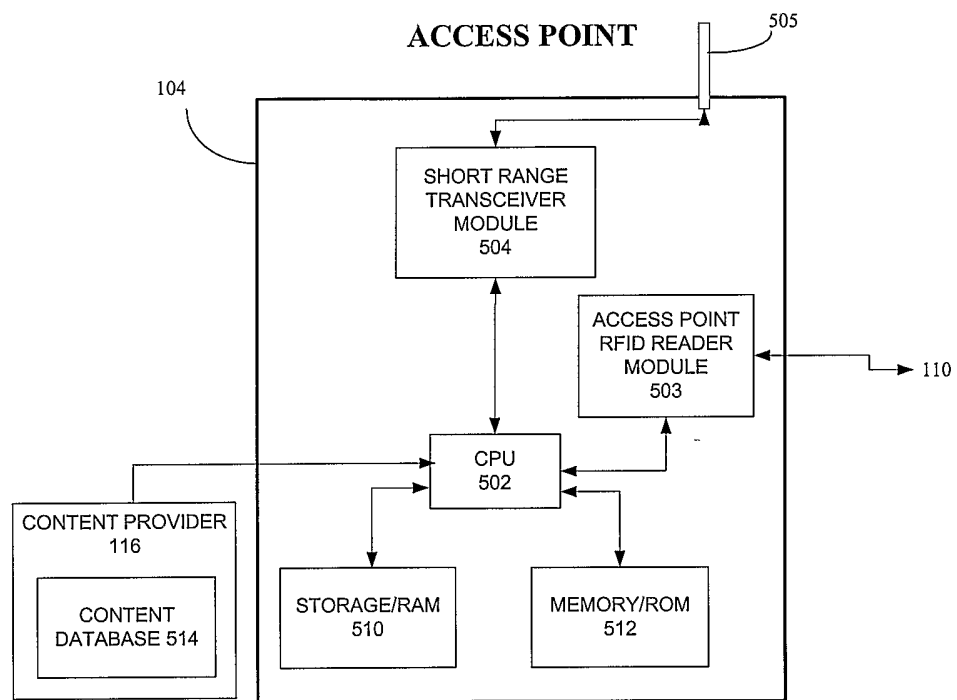 ACCESS POINT
505
104
SHORT RANGE
TRANSCEIVER
MODULE
504
ACCESS POINT
RFID READER
MODULE
503
110
CPU
502
CONTENT PROVIDER
116
CONTENT
DATABASE 514
STORAGE/RAM
510
MEMORY/ROM
512